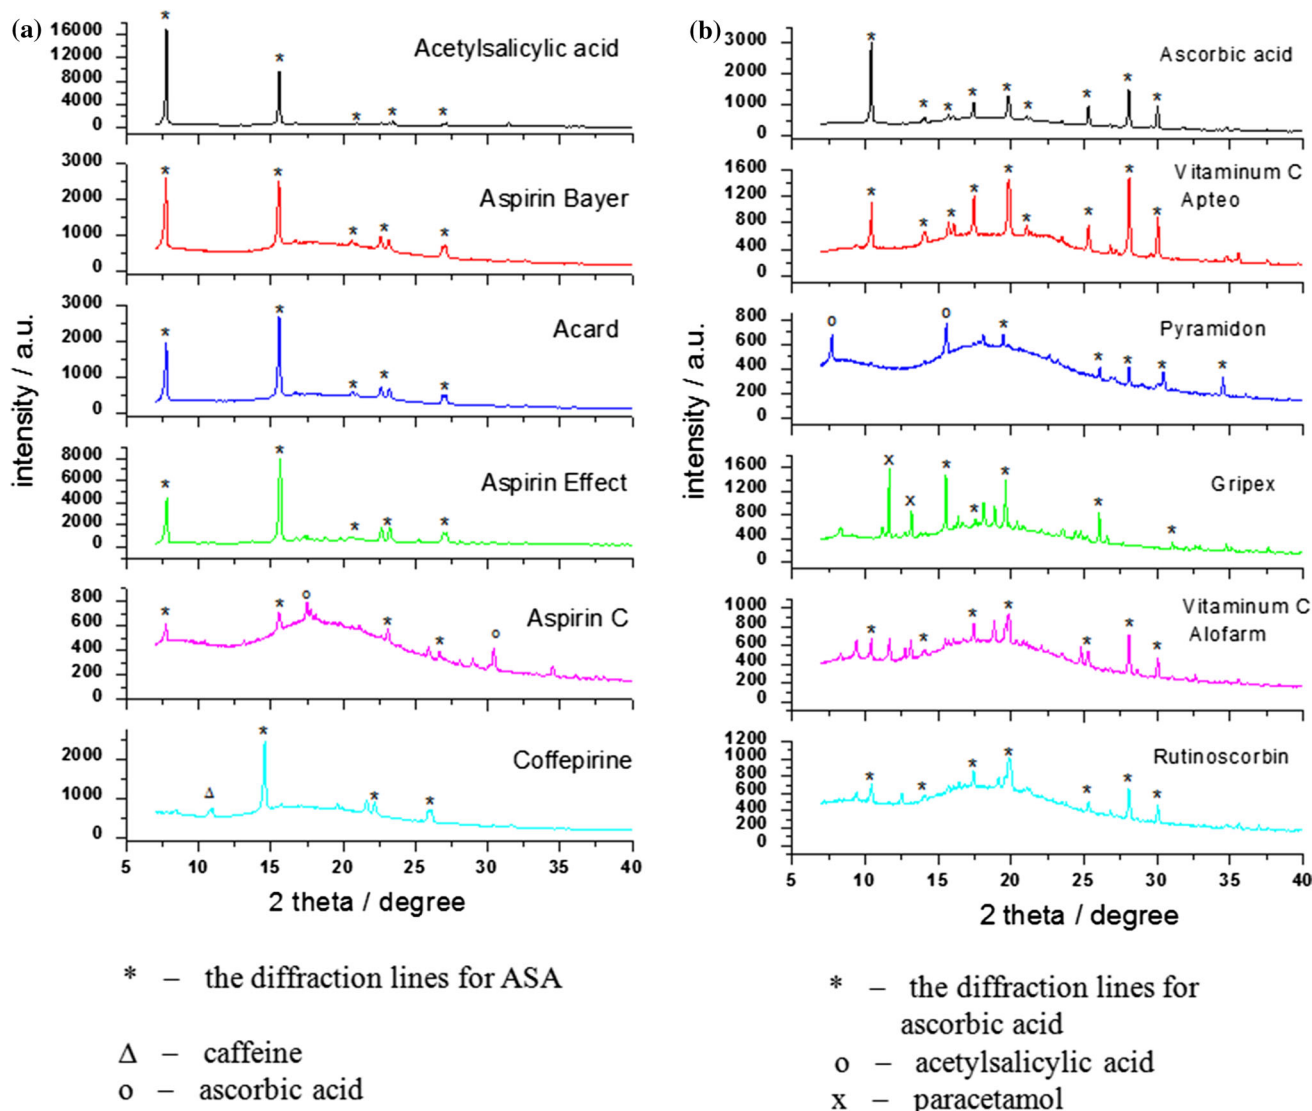 (a)
16000
12000
8000
4000
0
Acetylsalicylic acid
* * * * *
3000
2000
1000
0
Aspirin Bayer
* * * * *
3000
2000
1000
0
Acard
* * * * *
8000
6000
4000
2000
0
Aspirin Effect
* * * * *
800
600
400
200
0
Aspirin C
* * o * * o
2000
1000
0
Coffepirine
Δ * * *
intensity / a.u.
5 10 15 20 25 30 35 40
2 theta / degree
* – the diffraction lines for ASA
Δ – caffeine
o – ascorbic acid
(b)
3000
2000
1000
0
Ascorbic acid
* * * * * * * * *
1600
1200
800
400
0
Vitaminum C
Apteo
* * * * * * * * *
800
600
400
200
0
Pyramidon
o o * * * * *
1600
1200
800
400
0
Gripex
x x * * * * *
1000
800
600
400
200
0
Vitaminum C
Alofarm
* * * * * * *
1200
1000
800
600
400
200
0
Rutinoscorbin
* * * * * * *
intensity / a.u.
5 10 15 20 25 30 35 40
2 theta / degree
* – the diffraction lines for
ascorbic acid
o – acetylsalicylic acid
x – paracetamol